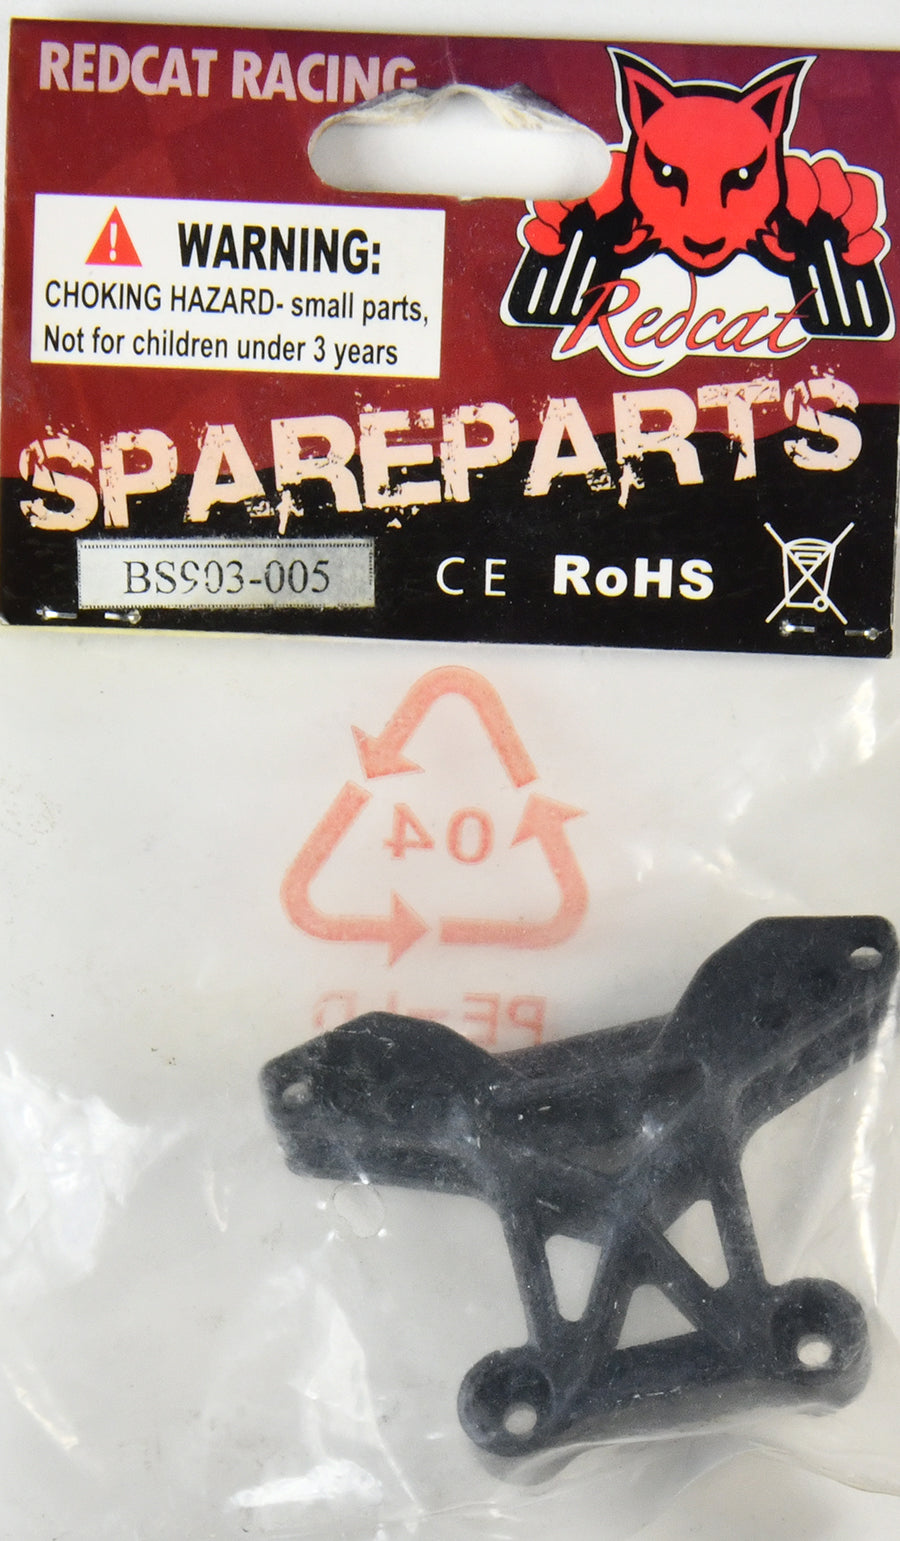 REDCAT RACING
WARNING:
CHOKING HAZARD- small parts,
Not for children under 3 years
Redcat
SPAREPARTS
BS903-005
CE RoHS
04